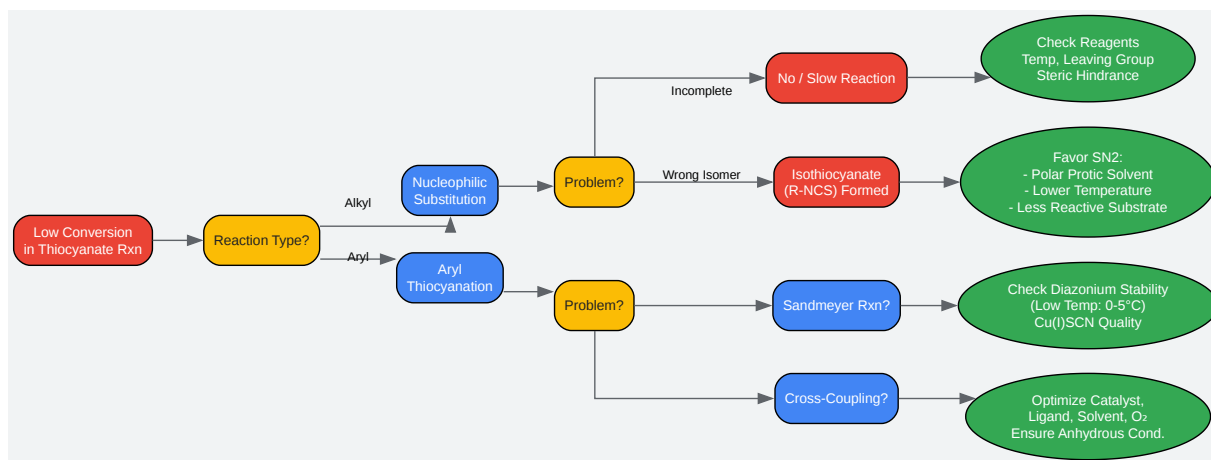 Low Conversion
in Thiocyanate Rxn
Reaction Type?
Alkyl
Aryl
Nucleophilic
Substitution
Aryl
Thiocyanation
Problem?
Incomplete
Wrong Isomer
No / Slow Reaction
Check Reagents
Temp, Leaving Group
Steric Hindrance
Isothiocyanate
(R-NCS) Formed
Favor SN2:
- Polar Protic Solvent
- Lower Temperature
- Less Reactive Substrate
Problem?
Sandmeyer Rxn?
Check Diazonium Stability
(Low Temp: 0-5°C)
Cu(I)SCN Quality
Cross-Coupling?
Optimize Catalyst,
Ligand, Solvent, O₂
Ensure Anhydrous Cond.